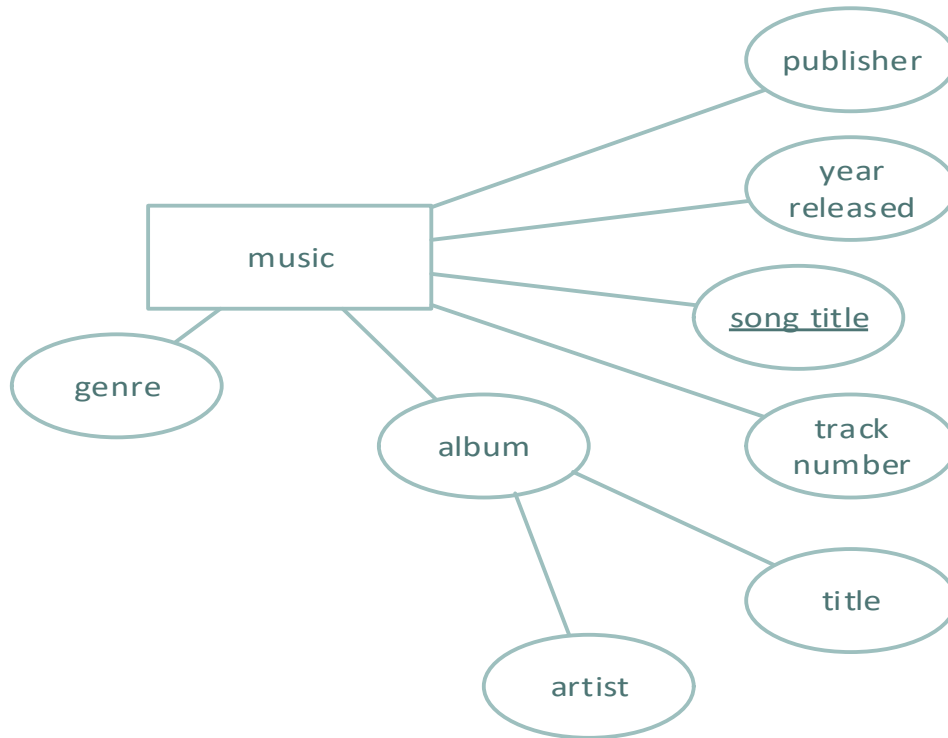 publisher
year
released
music
song title
genre
album
track
number
title
artist